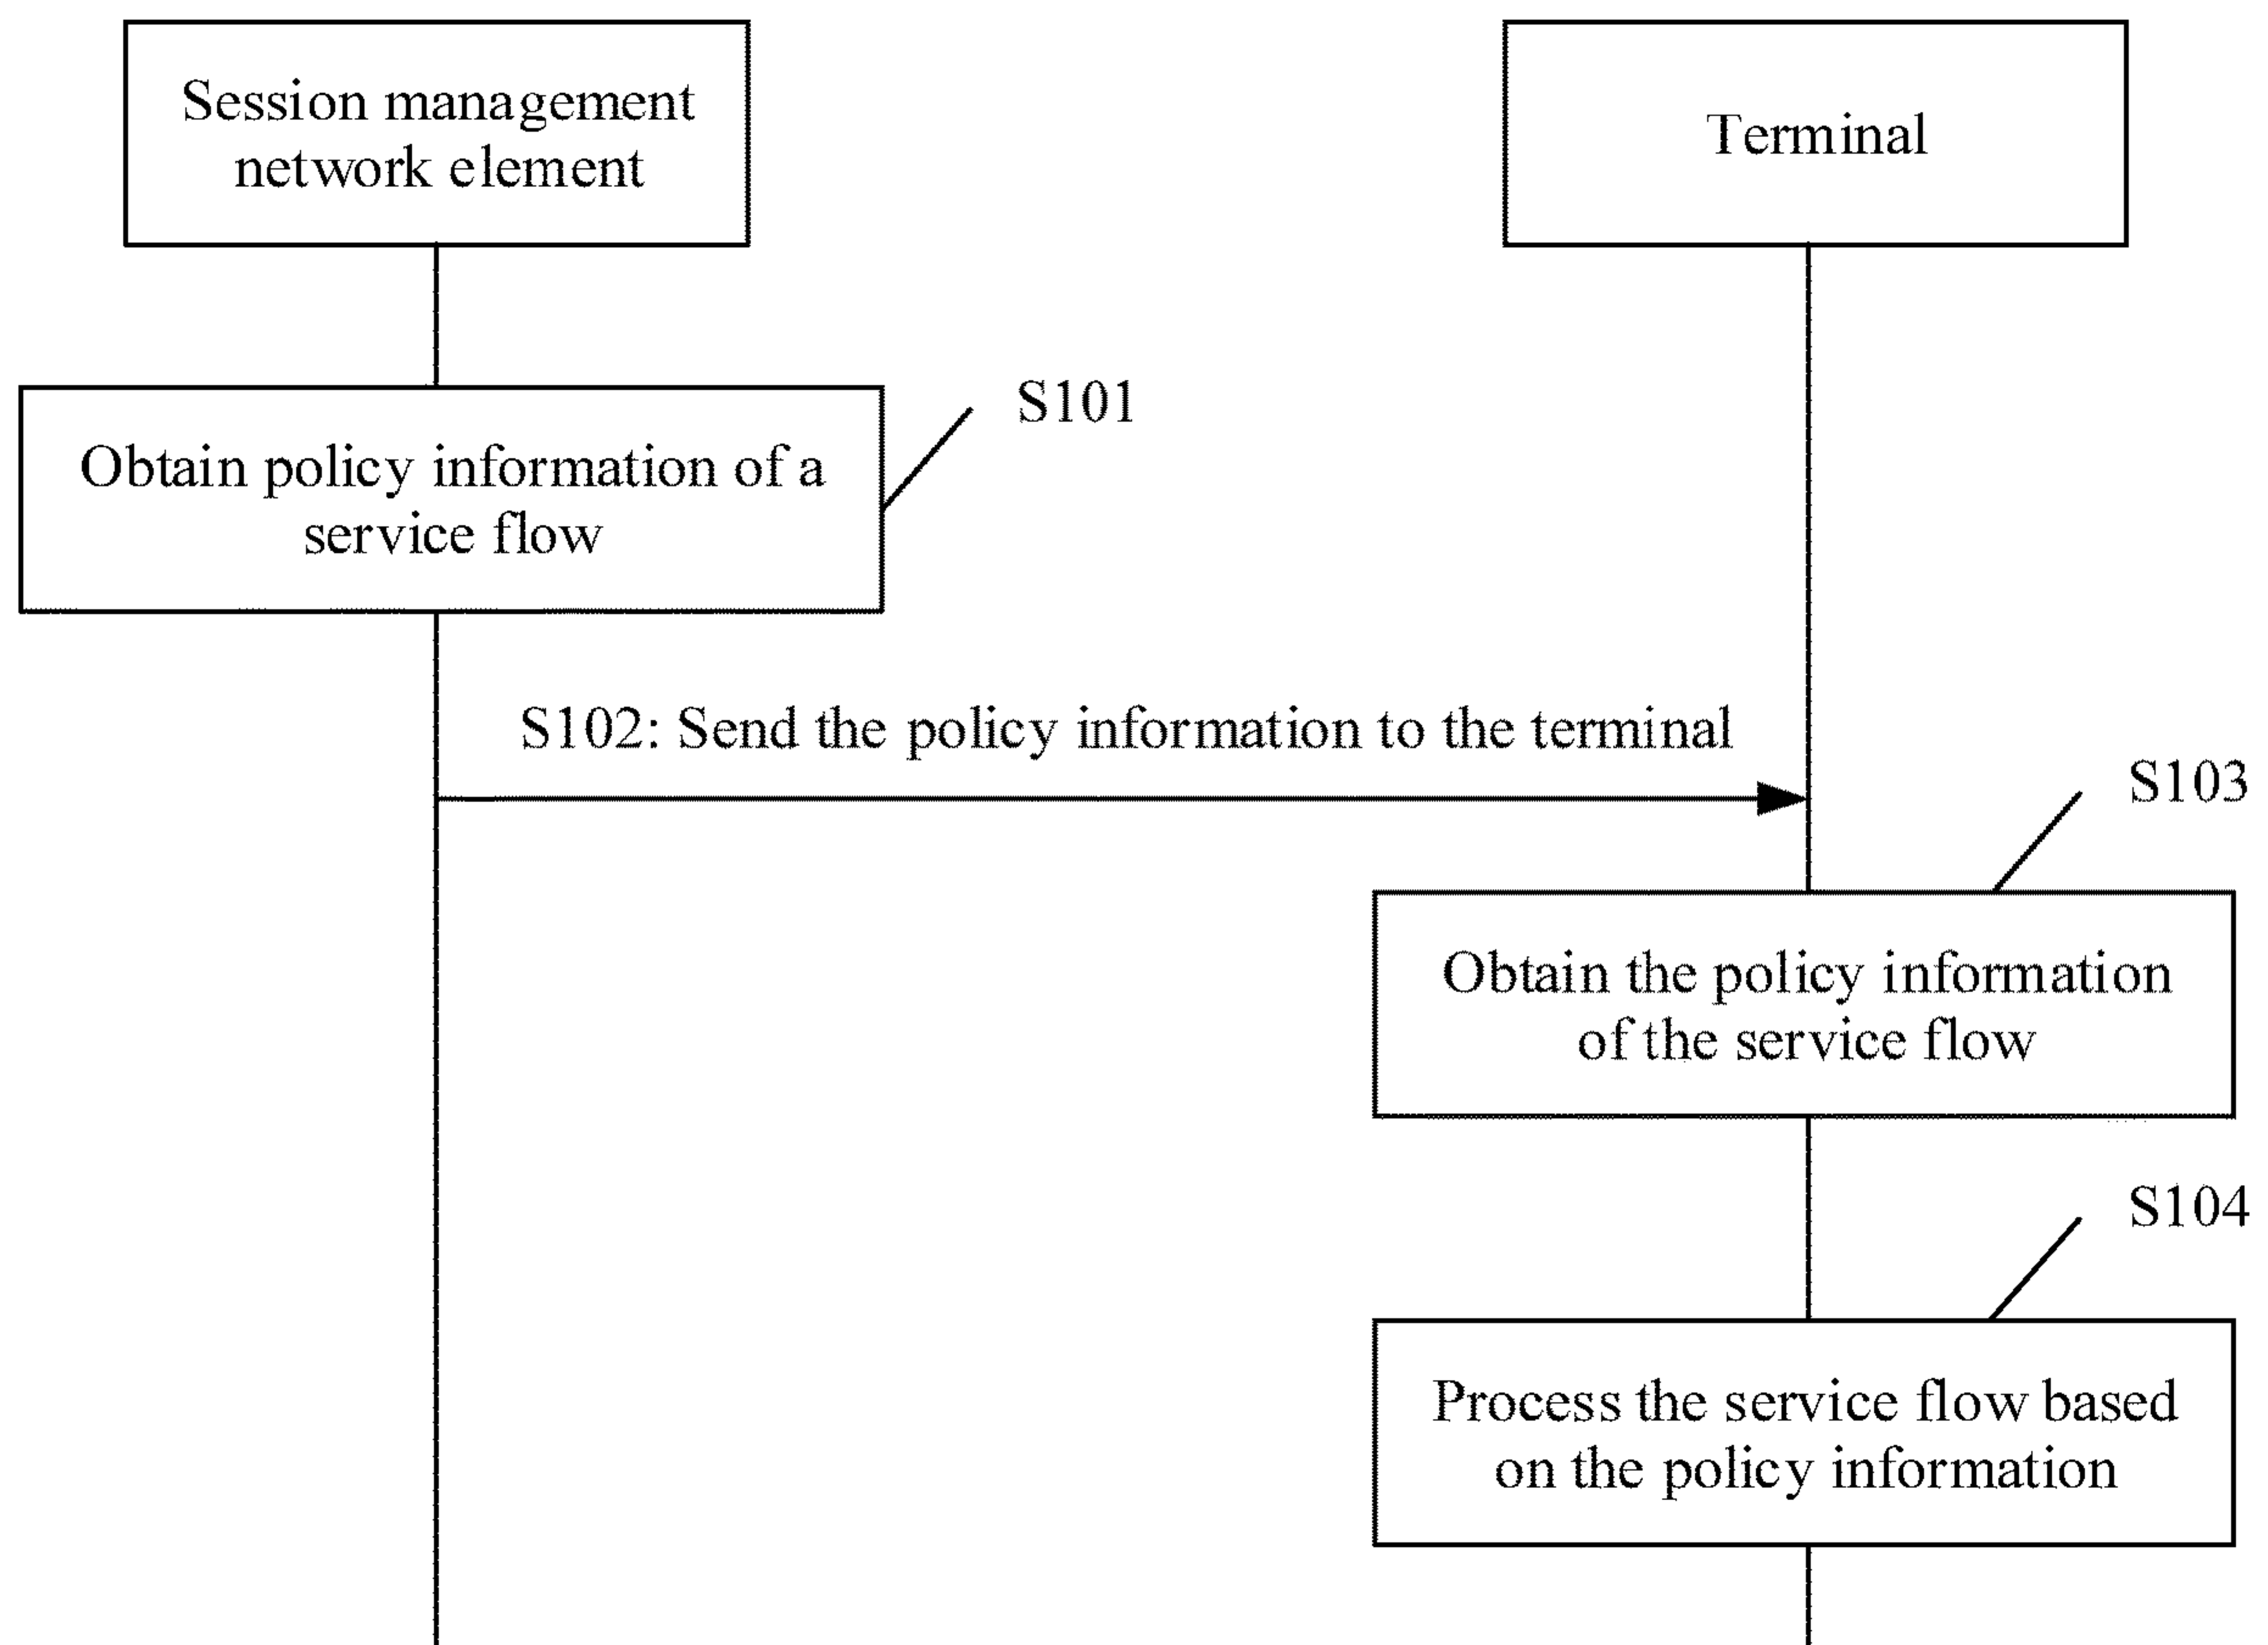 Session management
network element
Terminal
S101
Obtain policy information of a
service flow
S102: Send the policy information to the terminal
S103
Obtain the policy information
of the service flow
S104
Process the service flow based
on the policy information